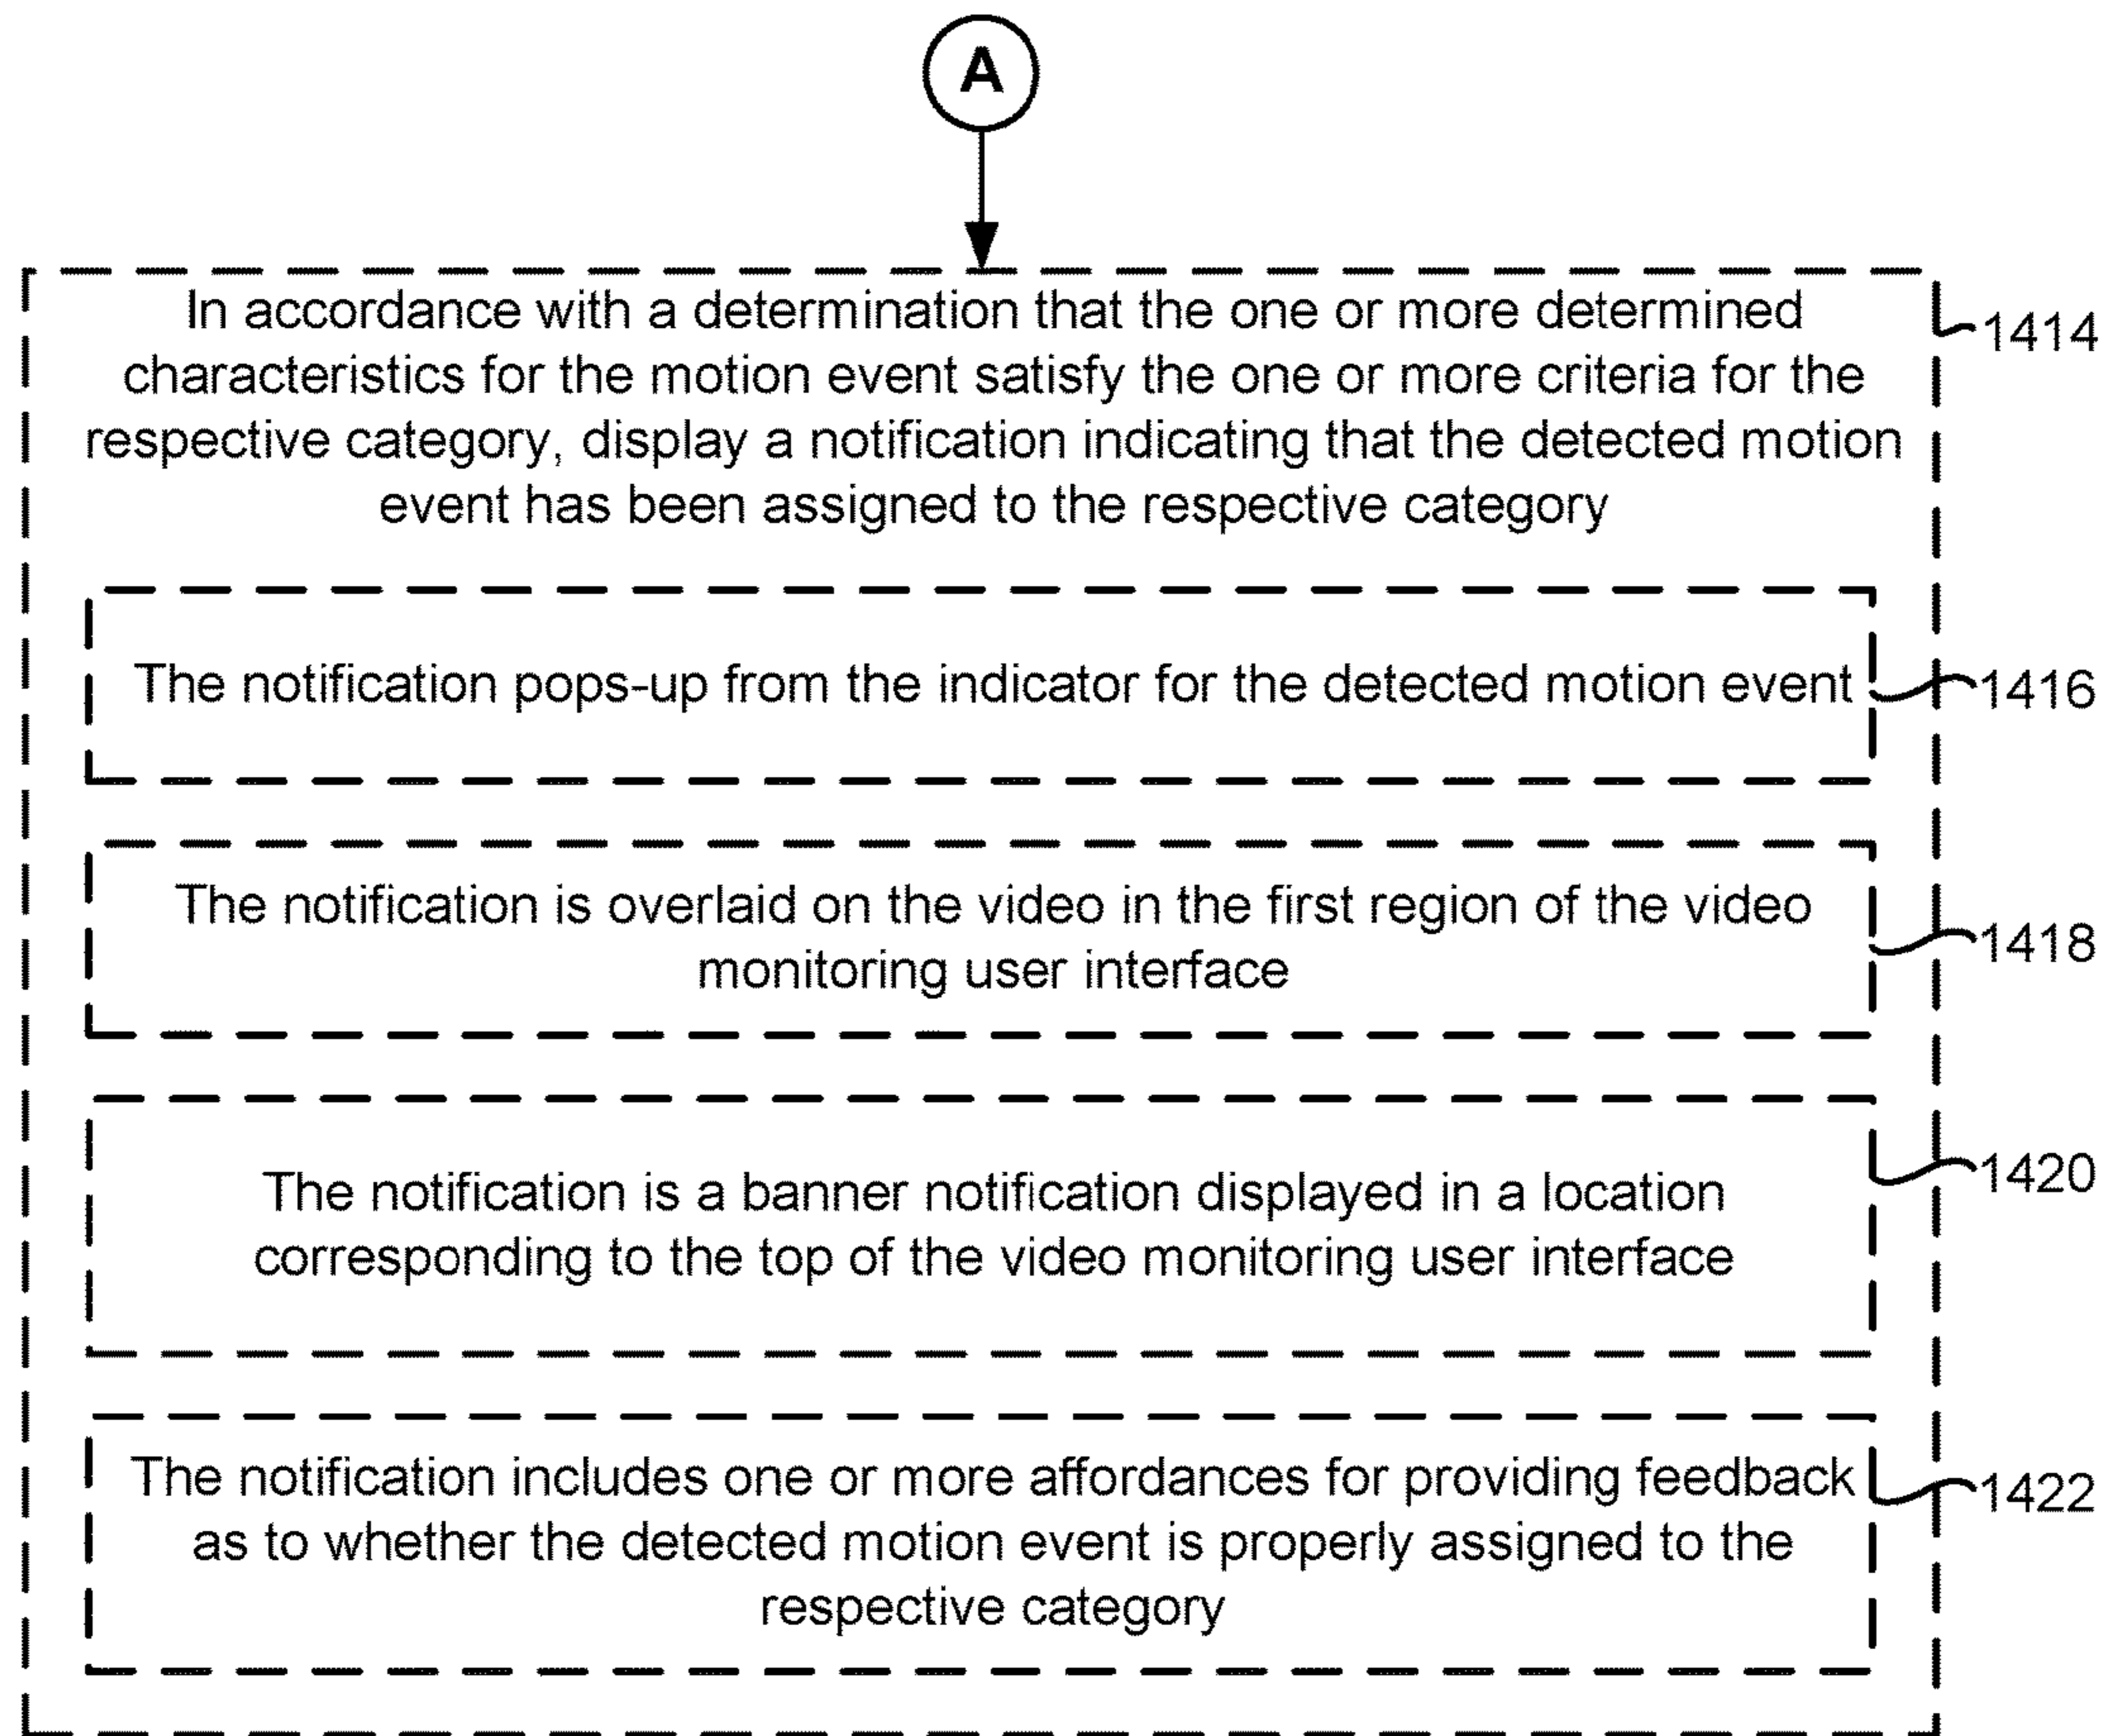 A
In accordance with a determination that the one or more determined
characteristics for the motion event satisfy the one or more criteria for the
respective category, display a notification indicating that the detected motion
event has been assigned to the respective category
1414
The notification pops-up from the indicator for the detected motion event
1416
The notification is overlaid on the video in the first region of the video
monitoring user interface
1418
The notification is a banner notification displayed in a location
corresponding to the top of the video monitoring user interface
1420
The notification includes one or more affordances for providing feedback
as to whether the detected motion event is properly assigned to the
respective category
1422